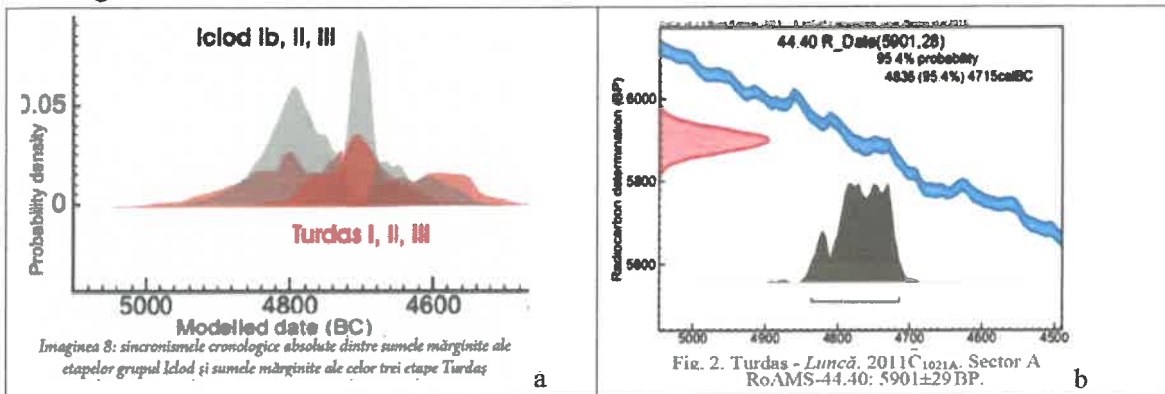 Iclod Ib, II, III
0.05
0
Probability density
Turdas I, II, III
5000
4800
4600
Modelled date (BC)
Imaginea 8: sincronismele cronologice absolute dintre sumele mărginite ale
etapelor grupul Iclod și sumele mărginite ale celor trei etape Turdaș
a
44.40 R_Date(5901,28)
95.4% probability
4836 (95.4%) 4715calBC
Radiocarbon determination (BP)
6000
5800
5600
5000
4900
4800
4700
4600
4500
Fig. 2. Turdas - Luncă. 2011C1021A. Sector A
RoAMS-44.40: 5901±29 BP.
b